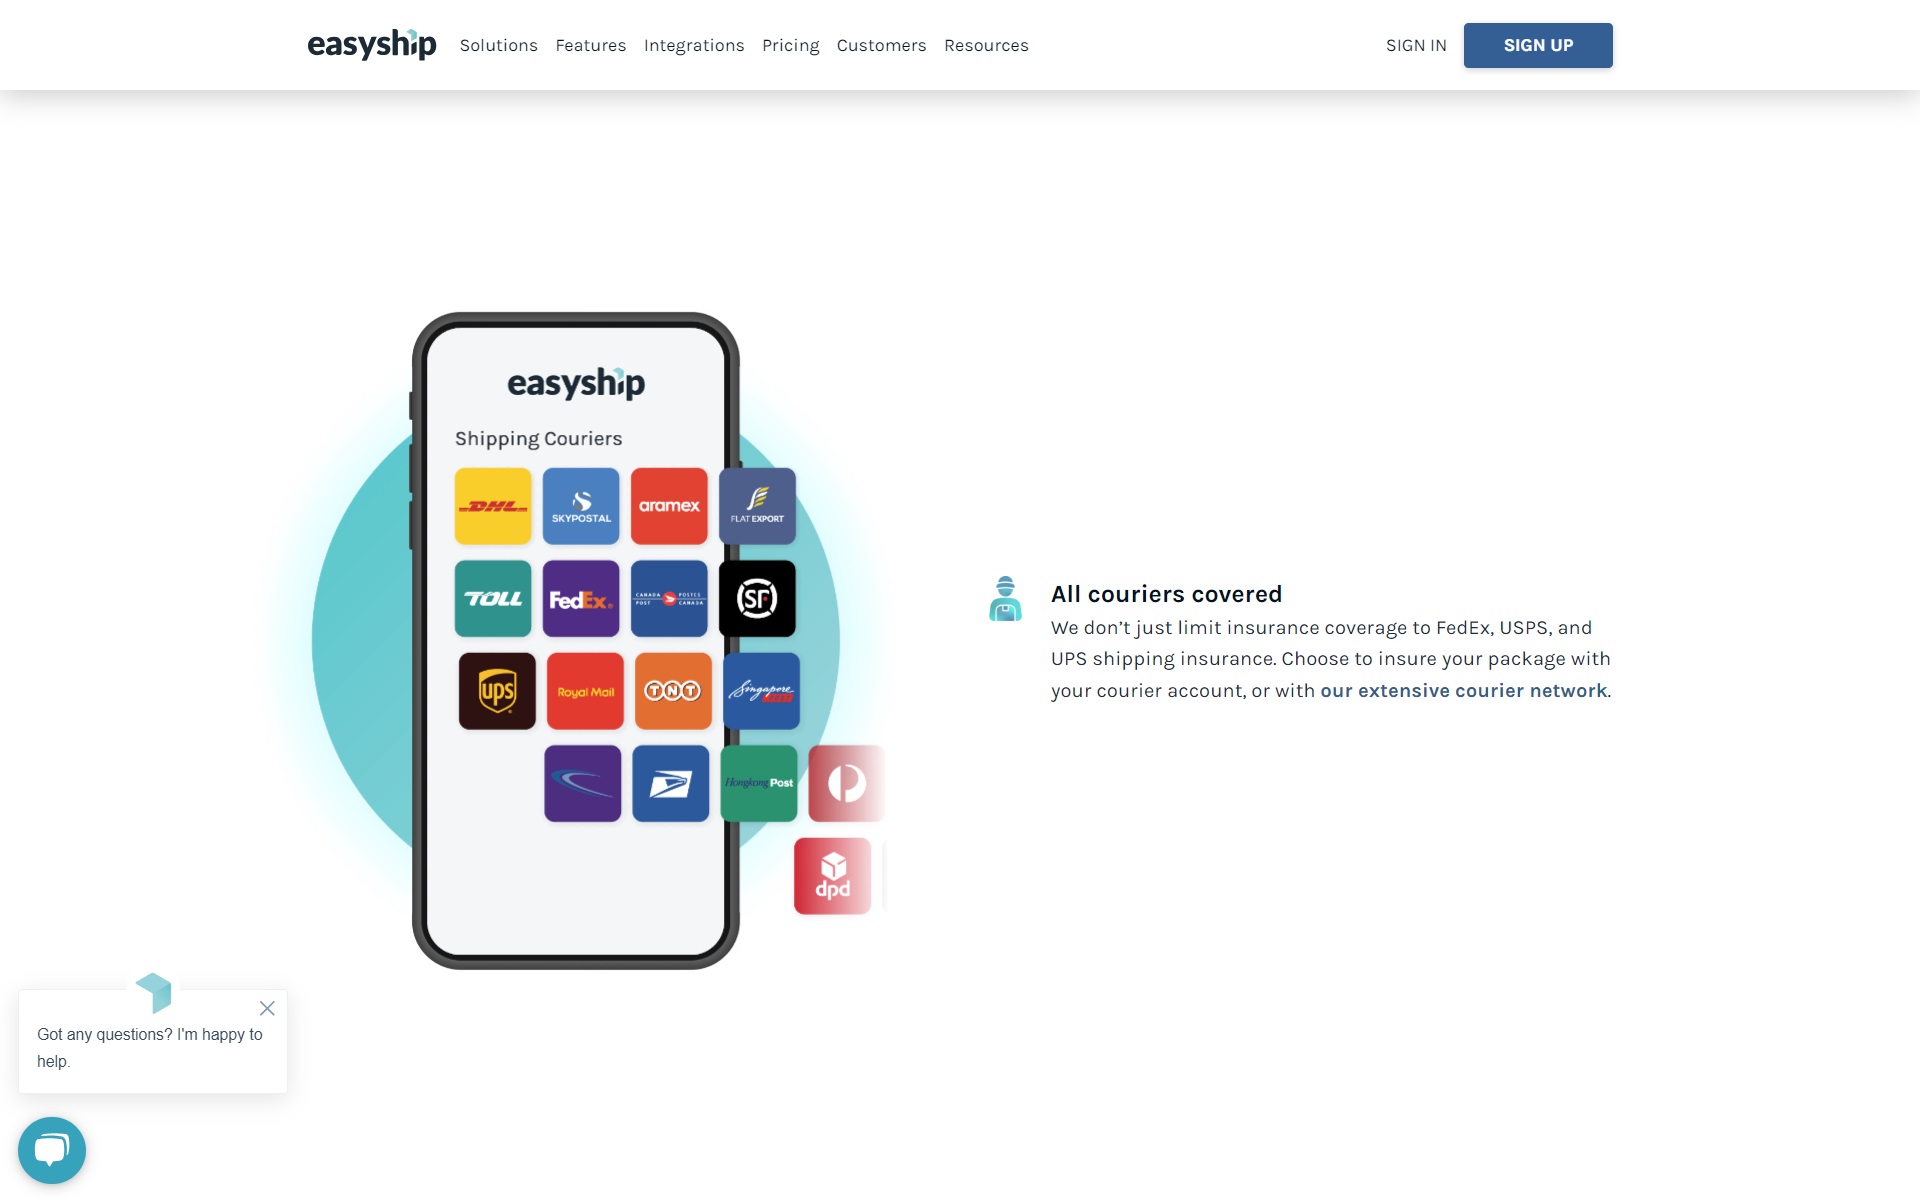 easyship Solutions Features Integrations Pricing Customers Resources SIGN IN SIGN UP
easyship
Shipping Couriers
DHL SKYPOSTAL aramex FLAT EXPORT
TOLL FedEx CANADA POST POSTES CANADA SF
ups Royal Mail TNT Singapore POST
Hongkong Post
dpd
All couriers covered
We don’t just limit insurance coverage to FedEx, USPS, and
UPS shipping insurance. Choose to insure your package with
your courier account, or with our extensive courier network.
Got any questions? I'm happy to
help.